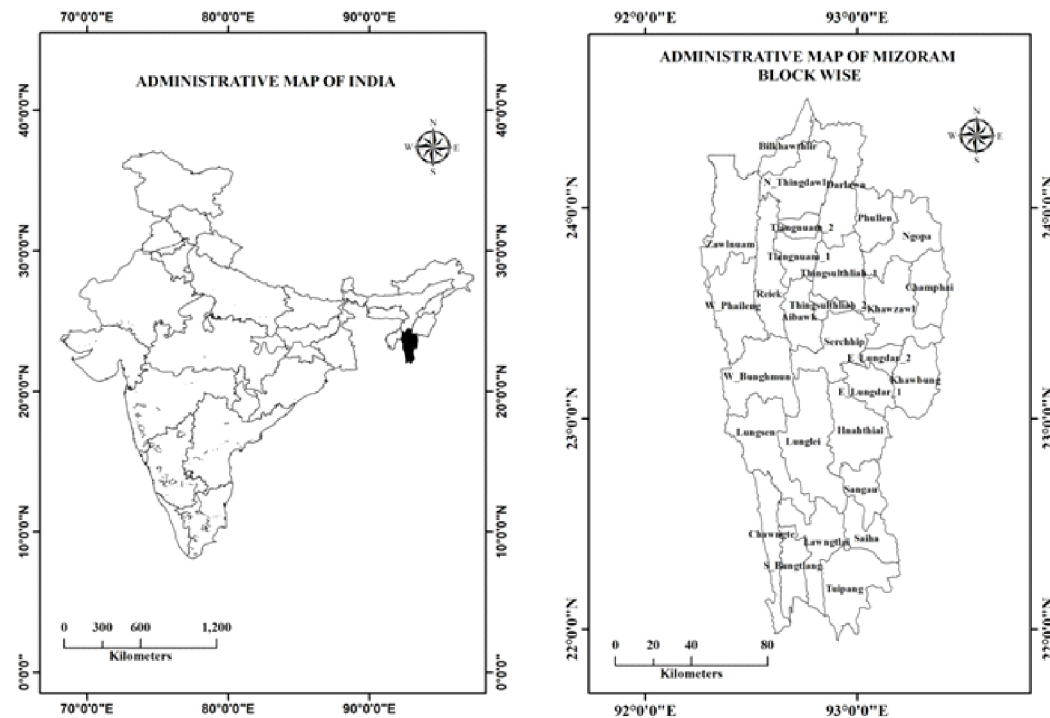 70°0'0"E 80°0'0"E 90°0'0"E
ADMINISTRATIVE MAP OF INDIA
N
W E
S
40°0'0"N 40°0'0"N
30°0'0"N 30°0'0"N
20°0'0"N 20°0'0"N
10°0'0"N 10°0'0"N
0°0'0" 0°0'0"
0 300 600 1,200
Kilometers
70°0'0"E 80°0'0"E 90°0'0"E
92°0'0"E 93°0'0"E
ADMINISTRATIVE MAP OF MIZORAM
BLOCK WISE
N
W E
S
24°0'0"N 24°0'0"N
23°0'0"N 23°0'0"N
22°0'0"N 22°0'0"N
Bilkhawthlir
N_Thingdawl Darlawn
Phullen
Tlangnuam_2
Ngopa
Zawlnuam
Tlangnuam_1
Thingsulthliah_1
Champhai
Reiek
W_Phaileng Thingsulthliah_2 Khawzawl
Aibawk
Serchhip
E_Lungdar_2
W_Bunghmun Khawbung
E_Lungdar_1
Lungsen Hnahthial
Lunglei
Sangau
Chawngte
Lawngtlai Saiha
S_Bungtlang
Tuipang
0 20 40 80
Kilometers
92°0'0"E 93°0'0"E